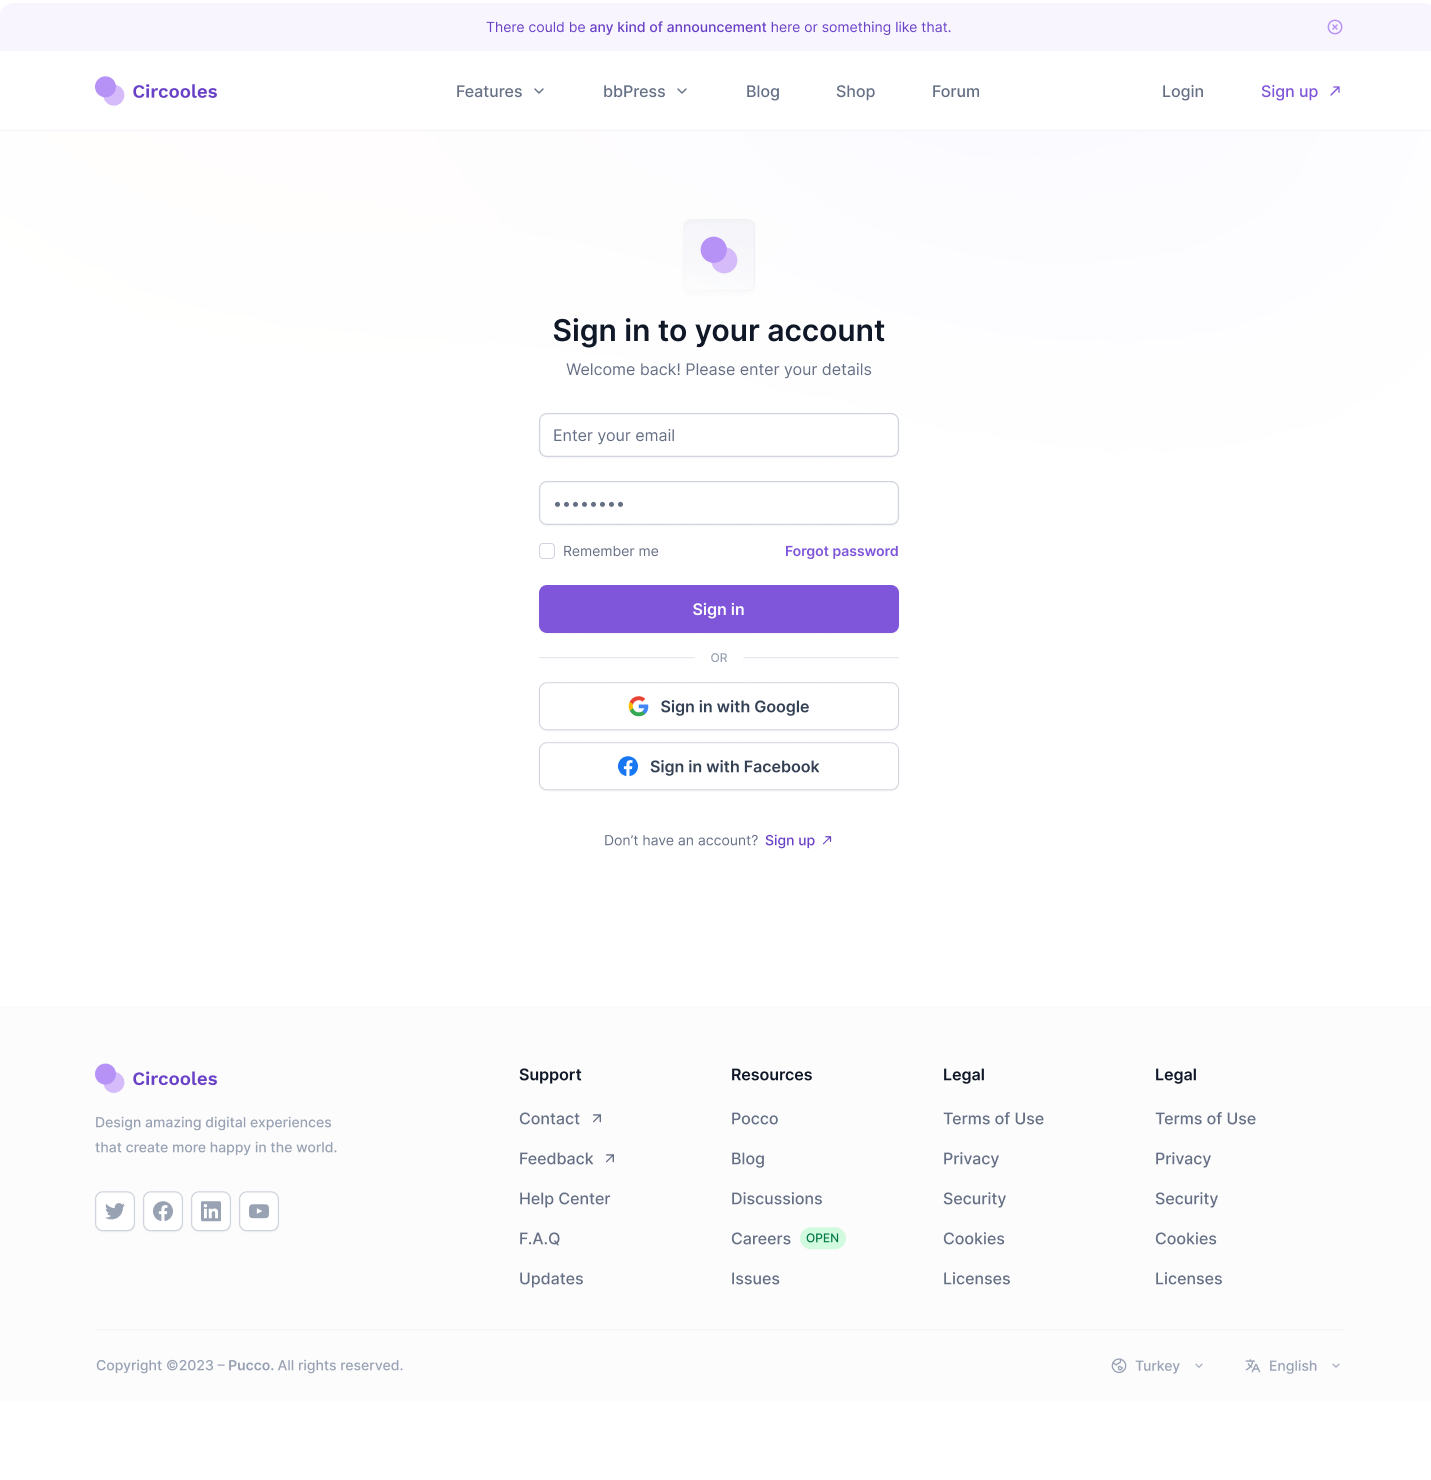 There could be any kind of announcement here or something like that.
Circooles
Features
bbPress
Blog
Shop
Forum
Login
Sign up
Sign in to your account
Welcome back! Please enter your details
Enter your email
••••••••
Remember me
Forgot password
Sign in
OR
Sign in with Google
Sign in with Facebook
Don’t have an account? Sign up
Circooles
Design amazing digital experiences
that create more happy in the world.
Support
Contact
Feedback
Help Center
F.A.Q
Updates
Resources
Pocco
Blog
Discussions
Careers OPEN
Issues
Legal
Terms of Use
Privacy
Security
Cookies
Licenses
Legal
Terms of Use
Privacy
Security
Cookies
Licenses
Copyright ©2023 – Pucco. All rights reserved.
Turkey
English